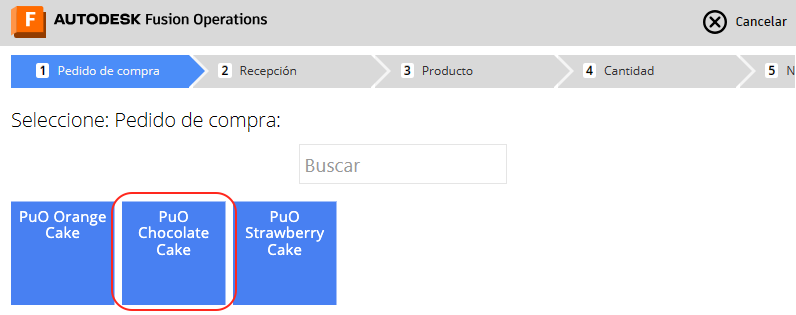 F AUTODESK Fusion Operations
Cancelar
1 Pedido de compra
2 Recepción
3 Producto
4 Cantidad
5 N
Seleccione: Pedido de compra:
Buscar
PuO Orange
Cake
PuO
Chocolate
Cake
PuO
Strawberry
Cake